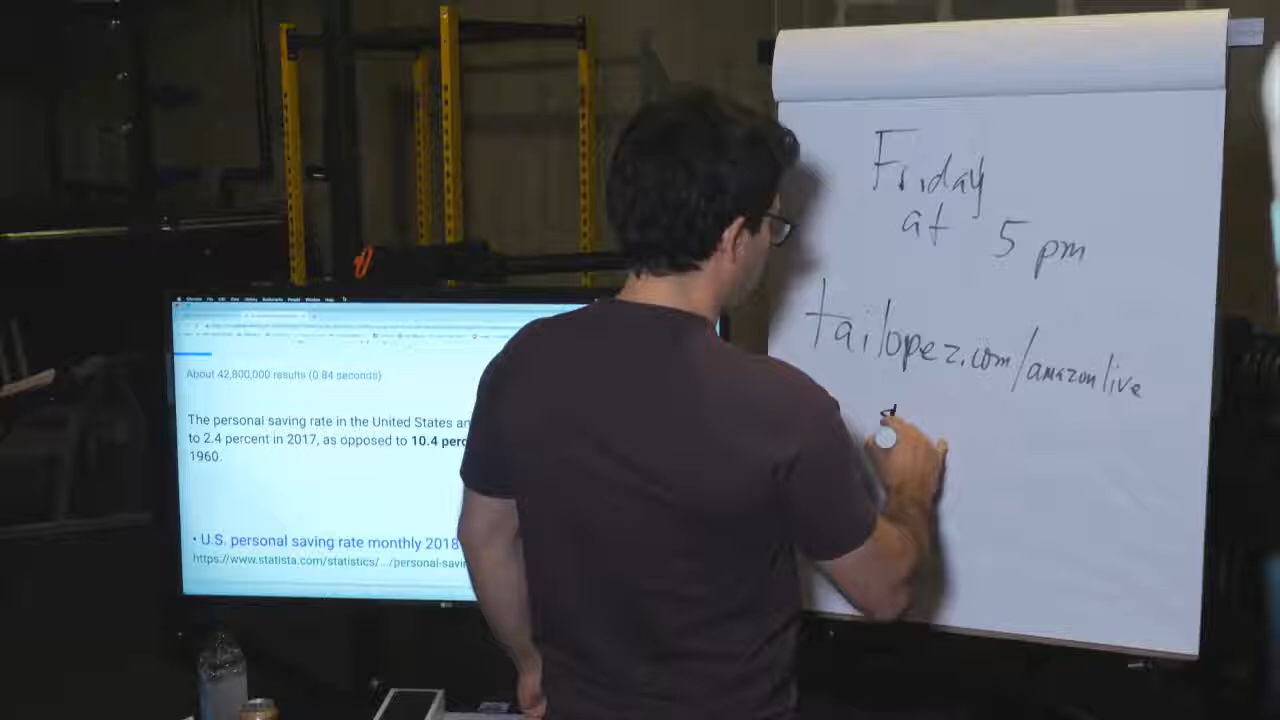 Friday
at 5 pm
tailopez.com/amazonlive
About 42,800,000 results (0.84 seconds)
The personal saving rate in the United States
to 2.4 percent in 2017, as opposed to 10.4
1960.
• U.S. personal saving rate monthly 2018
https://www.statista.com/statistics/.../personal-savi